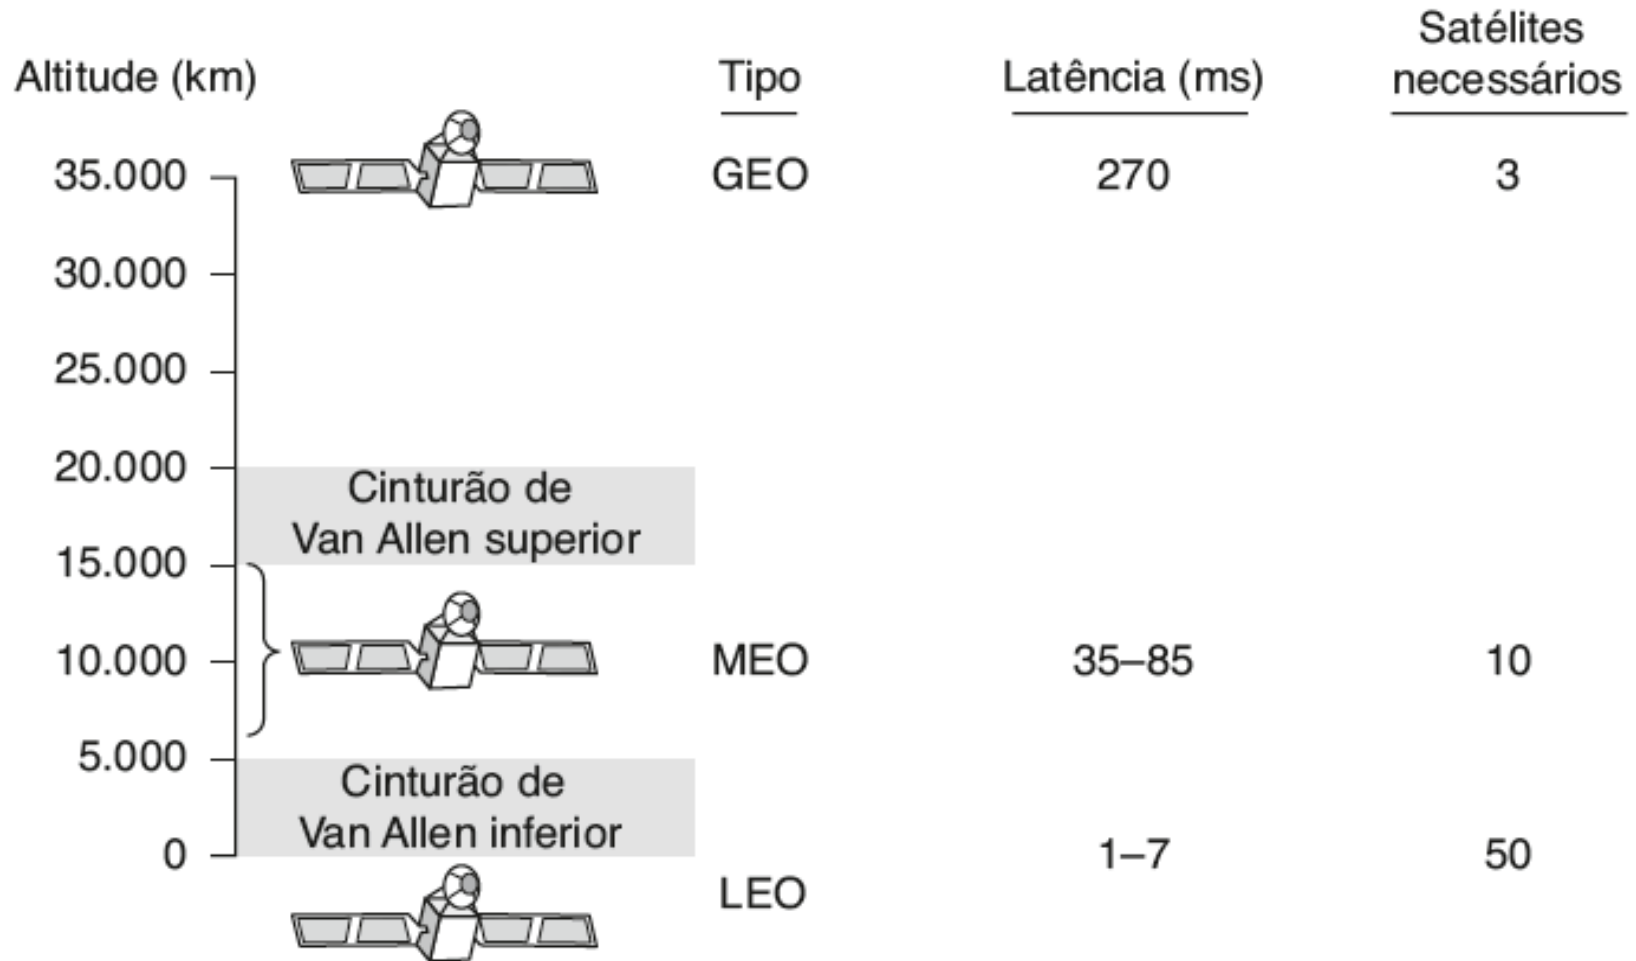 Altitude (km) Tipo Latência (ms) Satélites
necessários
35.000 GEO 270 3
30.000
25.000
20.000
Cinturão de
Van Allen superior
15.000
10.000 MEO 35–85 10
5.000
Cinturão de
Van Allen inferior
0 1–7 50
LEO